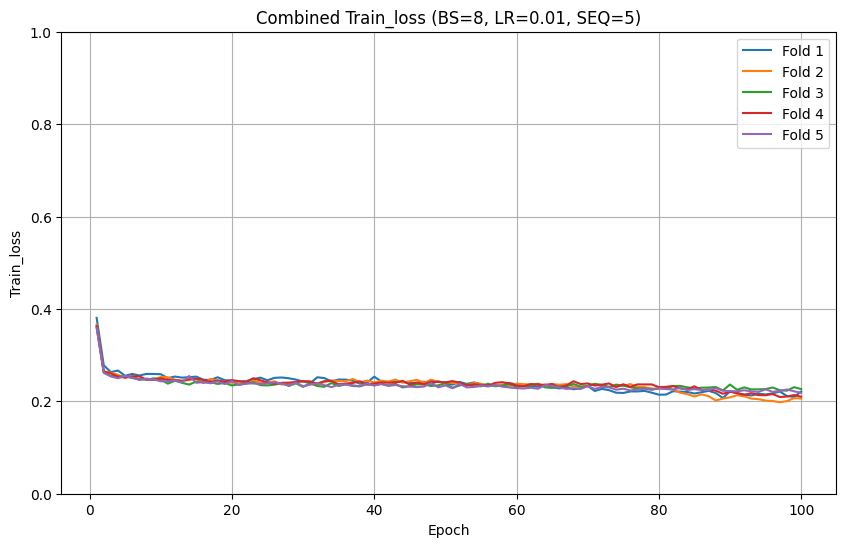 Combined Train_loss (BS=8, LR=0.01, SEQ=5)
1.0
0.8
0.6
0.4
0.2
0.0
Train_loss
Fold 1
Fold 2
Fold 3
Fold 4
Fold 5
0 20 40 60 80 100
Epoch